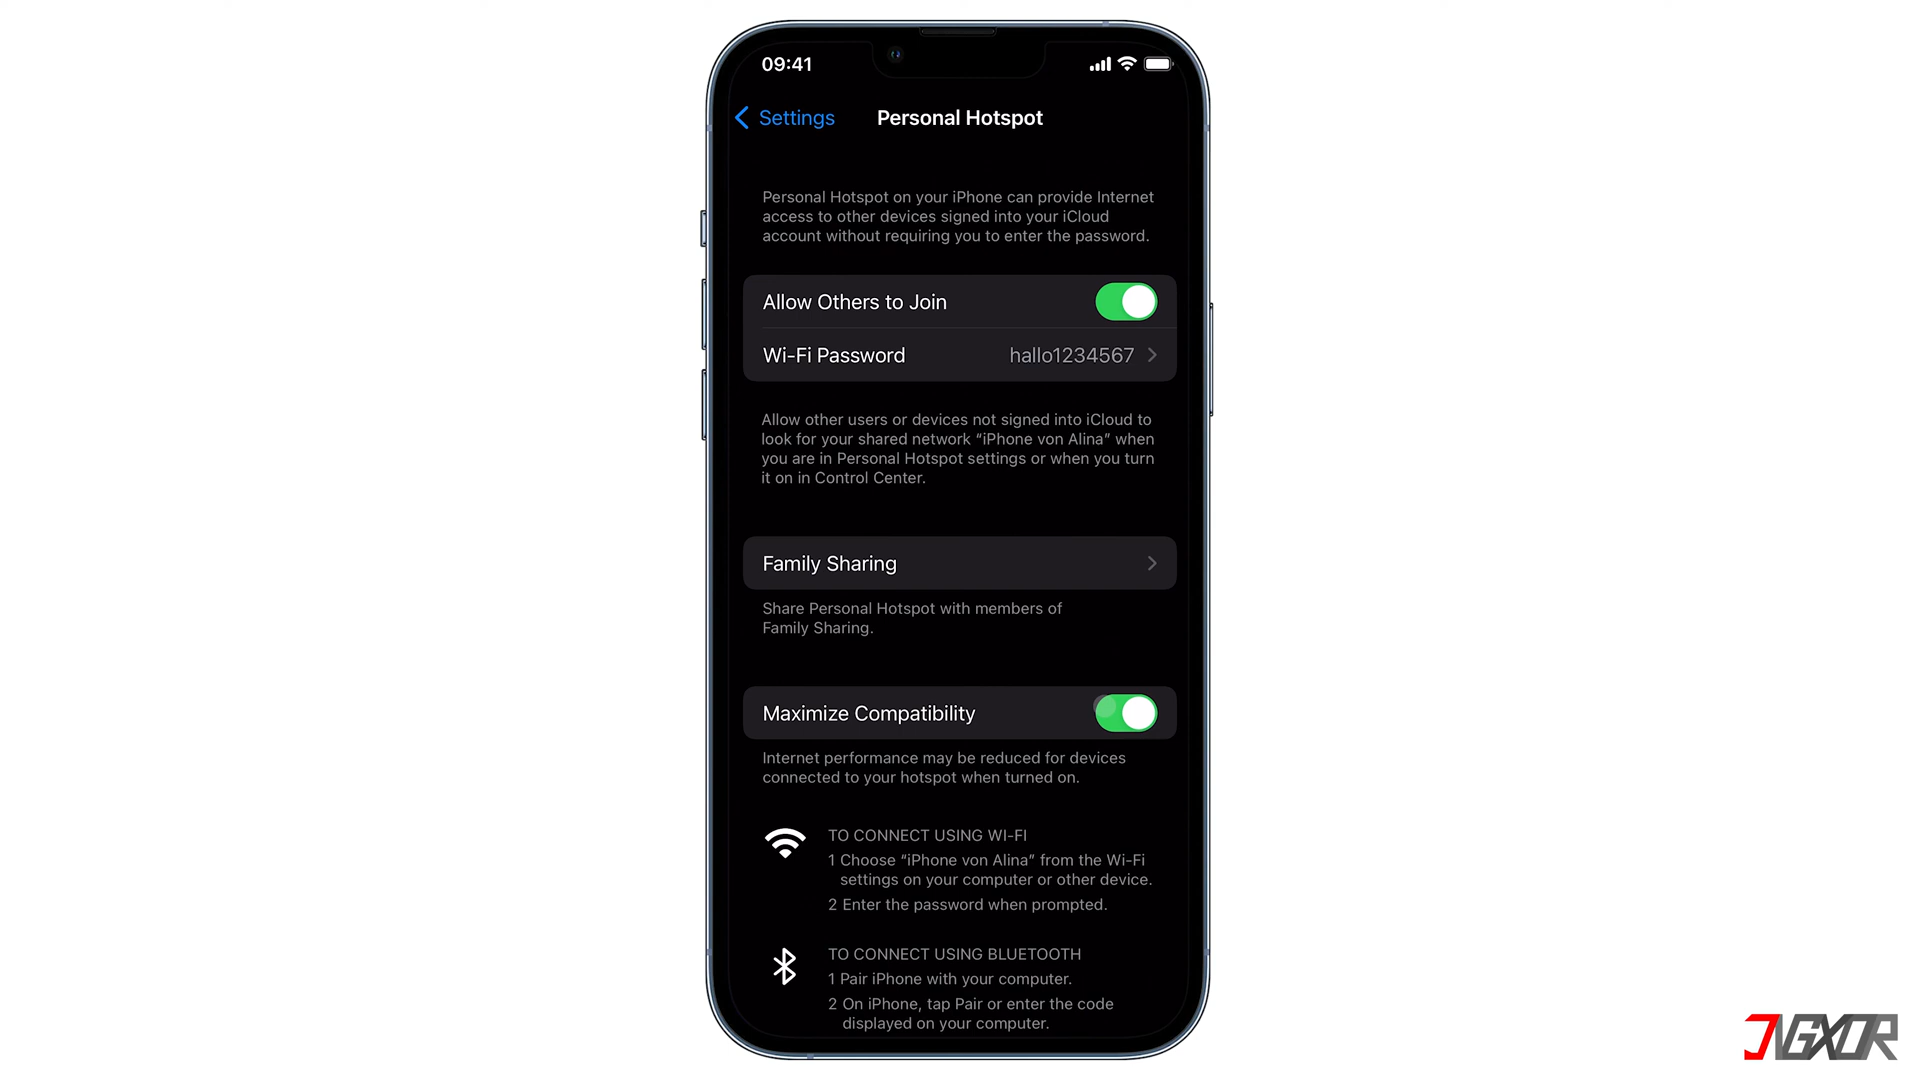 09:41
Settings
Personal Hotspot
Personal Hotspot on your iPhone can provide Internet
access to other devices signed into your iCloud
account without requiring you to enter the password.
Allow Others to Join
Wi-Fi Password hallo1234567
Allow other users or devices not signed into iCloud to
look for your shared network “iPhone von Alina” when
you are in Personal Hotspot settings or when you turn
it on in Control Center.
Family Sharing
Share Personal Hotspot with members of
Family Sharing.
Maximize Compatibility
Internet performance may be reduced for devices
connected to your hotspot when turned on.
TO CONNECT USING WI-FI
1 Choose “iPhone von Alina” from the Wi-Fi
settings on your computer or other device.
2 Enter the password when prompted.
TO CONNECT USING BLUETOOTH
1 Pair iPhone with your computer.
2 On iPhone, tap Pair or enter the code
displayed on your computer.
JIGXOR